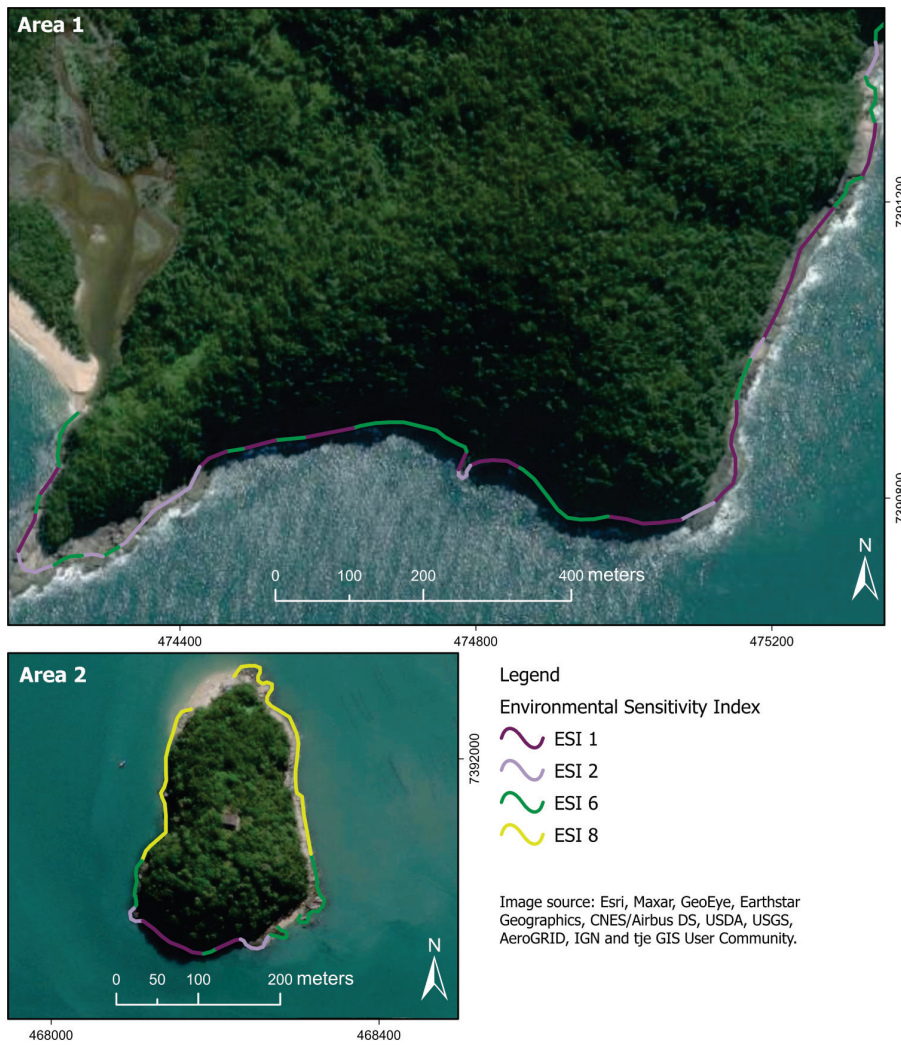 Area 1
7391200
7390800
N
0 100 200 400 meters
474400 474800 475200
Area 2
7392000
N
0 50 100 200 meters
468000 468400
Legend
Environmental Sensitivity Index
ESI 1
ESI 2
ESI 6
ESI 8
Image source: Esri, Maxar, GeoEye, Earthstar
Geographics, CNES/Airbus DS, USDA, USGS,
AeroGRID, IGN and tje GIS User Community.